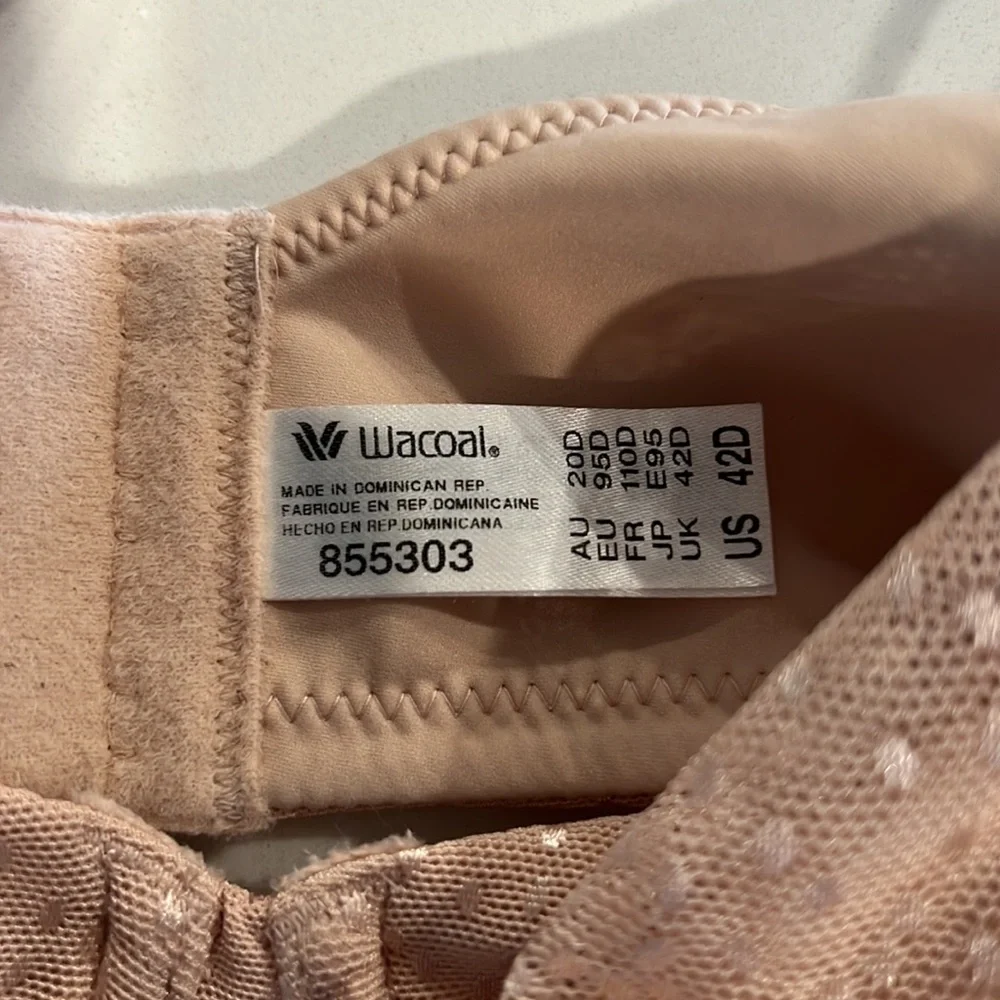 Wacoal®
MADE IN DOMINICAN REP.
FABRIQUE EN REP.DOMINICAINE
HECHO EN REP.DOMINICANA
855303
AU 20D
EU 95D
FR 110D
JP E95
UK 42D
US 42D